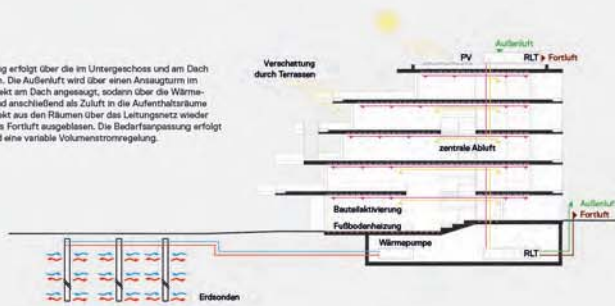 ng erfolgt über die im Untergeschoss und am Dach
n. Die Außenluft wird über einen Ansaugturm im
ekt am Dach angesaugt, sodann über die Wärme-
nd anschließend als Zuluft in die Aufenthaltsräume
ekt aus den Räumen über das Leitungsnetz wieder
s Fortluft ausgeblasen. Die Bedarfsanpassung erfolgt
d eine variable Volumenstromregelung.
Verschattung
durch Terrassen
Außenluft
PV
RLT
Fortluft
zentrale Abluft
Bauteilaktivierung
Fußbodenheizung
Wärmepumpe
RLT
Außenluft
Fortluft
Erdsonden